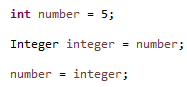 int number = 5;
Integer integer = number;
number = integer;